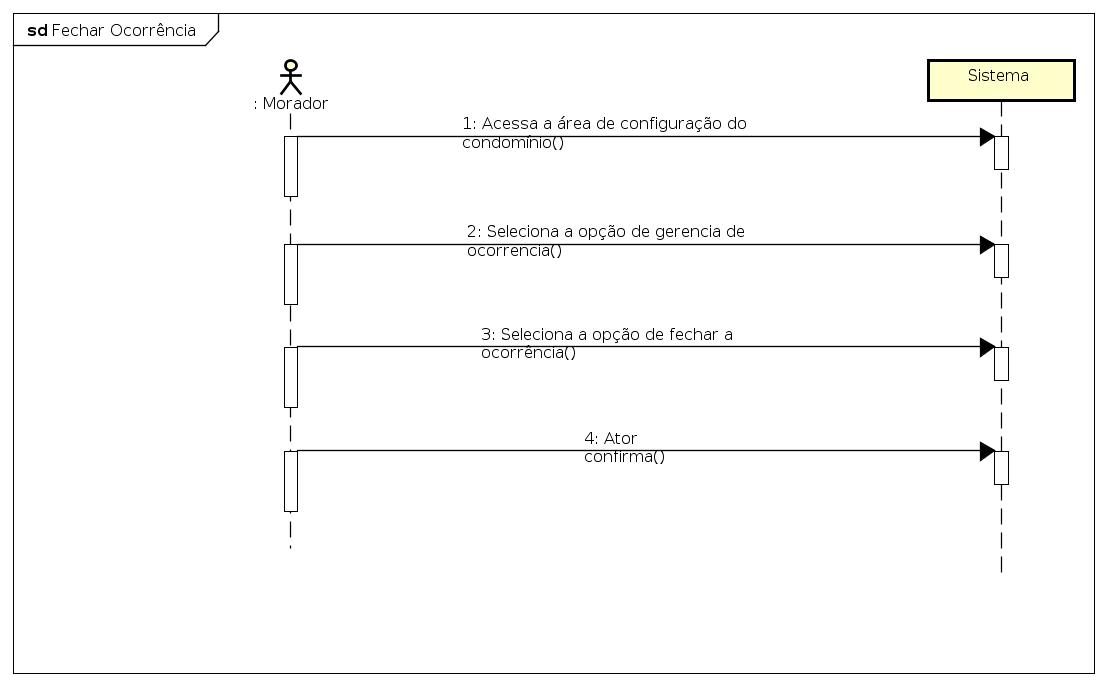 sd Fechar Ocorrência
: Morador
Sistema
1: Acessa a área de configuração do
condomínio()
2: Seleciona a opção de gerencia de
ocorrencia()
3: Seleciona a opção de fechar a
ocorrência()
4: Ator
confirma()